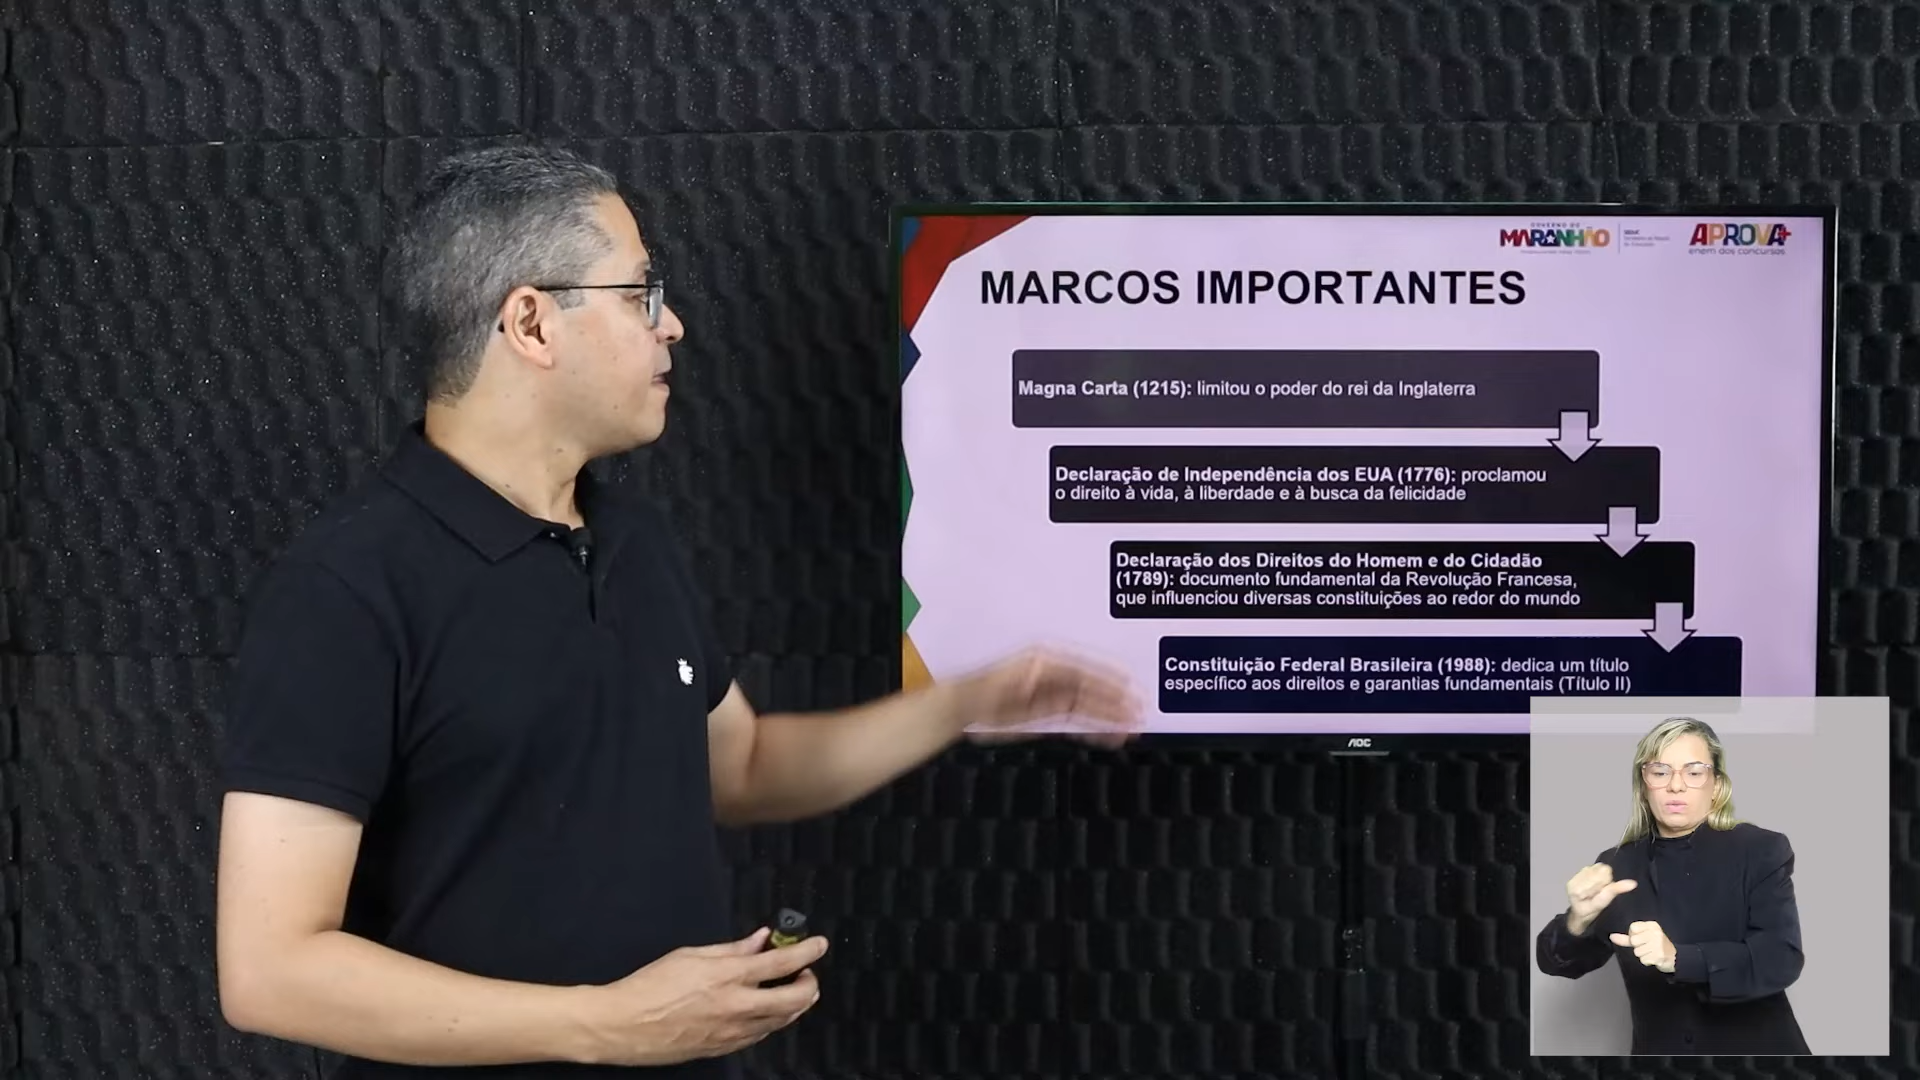 GOVERNO DO
MARANHÃO
APROVA+
enem dos concursos
MARCOS IMPORTANTES
Magna Carta (1215): limitou o poder do rei da Inglaterra
Declaração de Independência dos EUA (1776): proclamou
o direito à vida, à liberdade e à busca da felicidade
Declaração dos Direitos do Homem e do Cidadão
(1789): documento fundamental da Revolução Francesa,
que influenciou diversas constituições ao redor do mundo
Constituição Federal Brasileira (1988): dedica um título
específico aos direitos e garantias fundamentais (Título II)
AOC